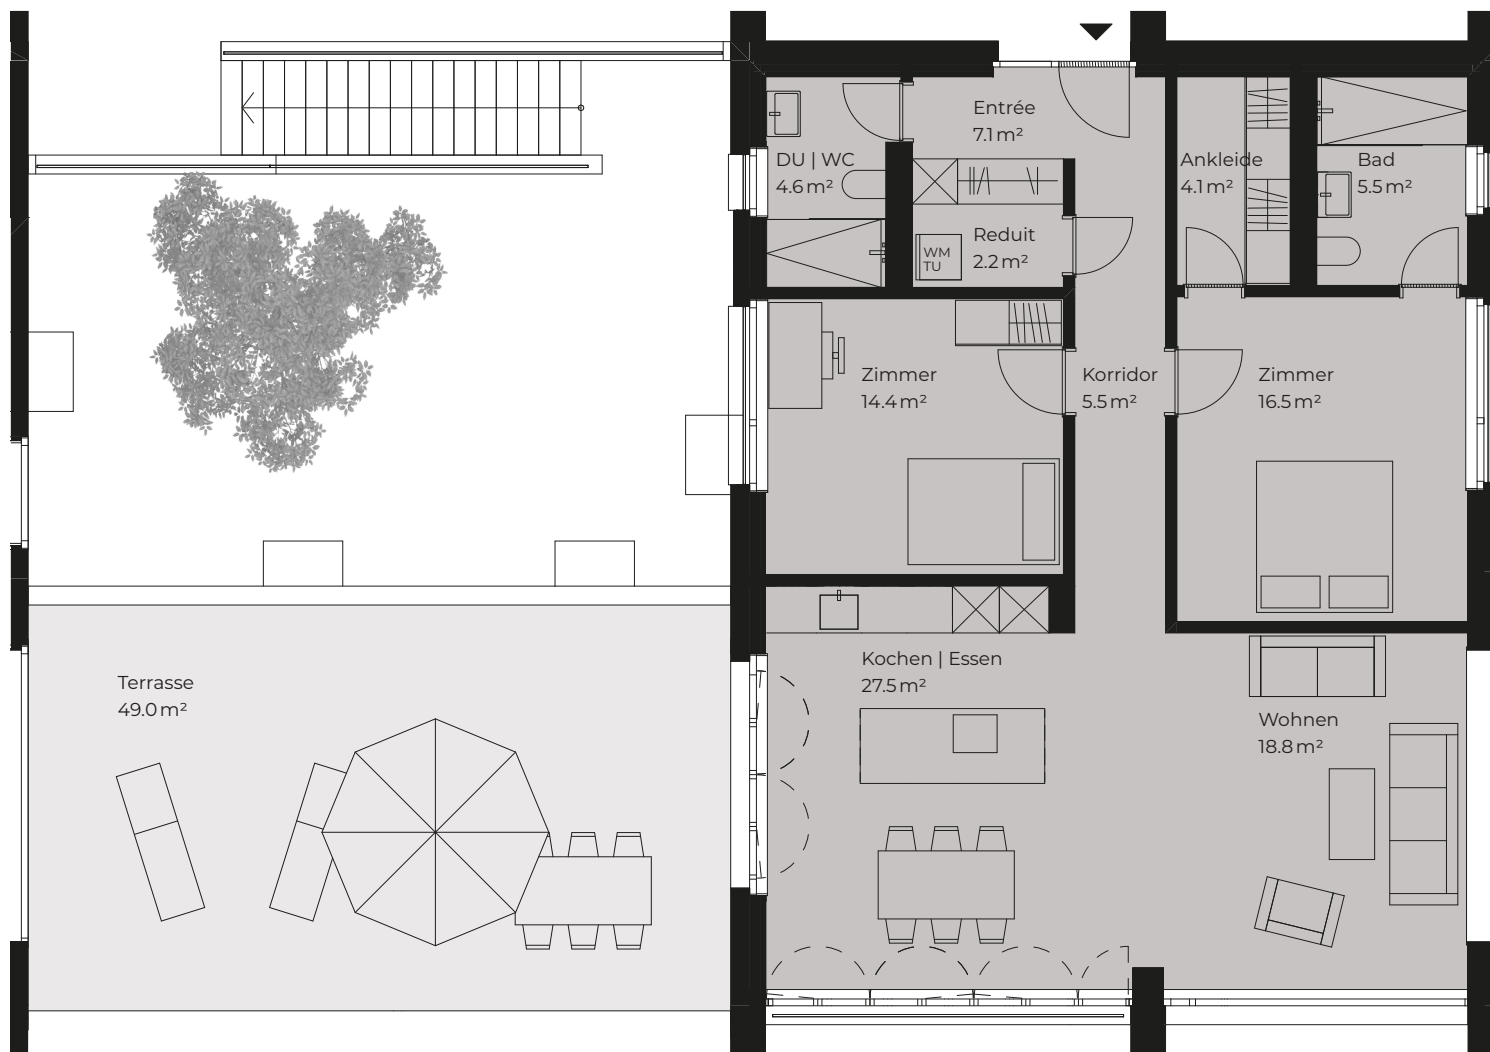 Entrée
7.1 m²
DU | WC
4.6 m²
Ankleide
4.1 m²
Bad
5.5 m²
Reduit
2.2 m²
WM
TU
Zimmer
14.4 m²
Korridor
5.5 m²
Zimmer
16.5 m²
Kochen | Essen
27.5 m²
Terrasse
49.0 m²
Wohnen
18.8 m²